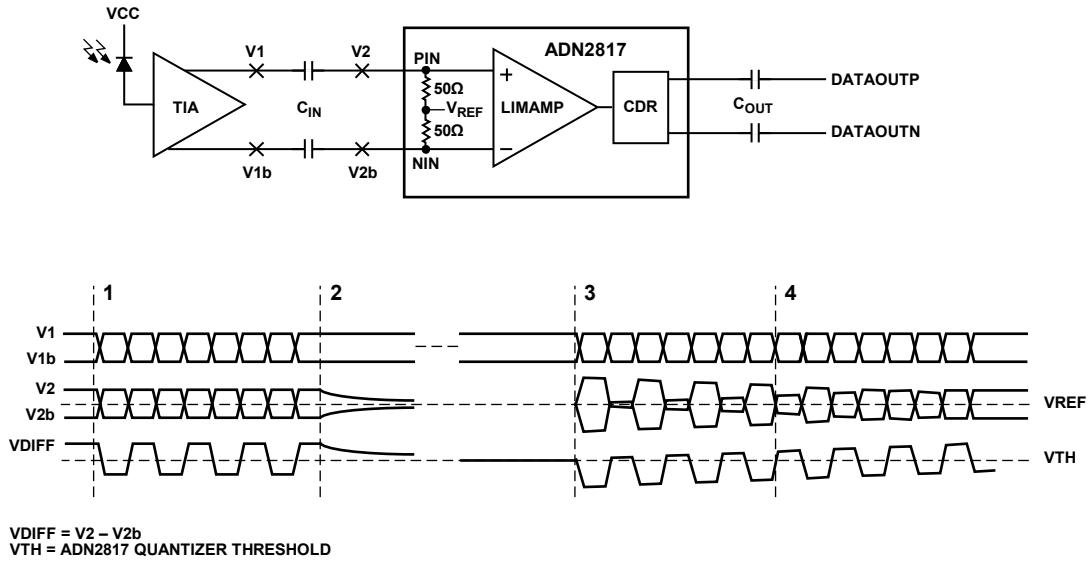 VCC
V1
V2
ADN2817
PIN
50Ω
TIA
CIN
VREF
LIMAMP
CDR
COUT
DATAOUTP
50Ω
DATAOUTN
V1b
V2b
NIN
1
2
3
4
V1
V1b
V2
VREF
V2b
VDIFF
VTH
VDIFF = V2 – V2b
VTH = ADN2817 QUANTIZER THRESHOLD